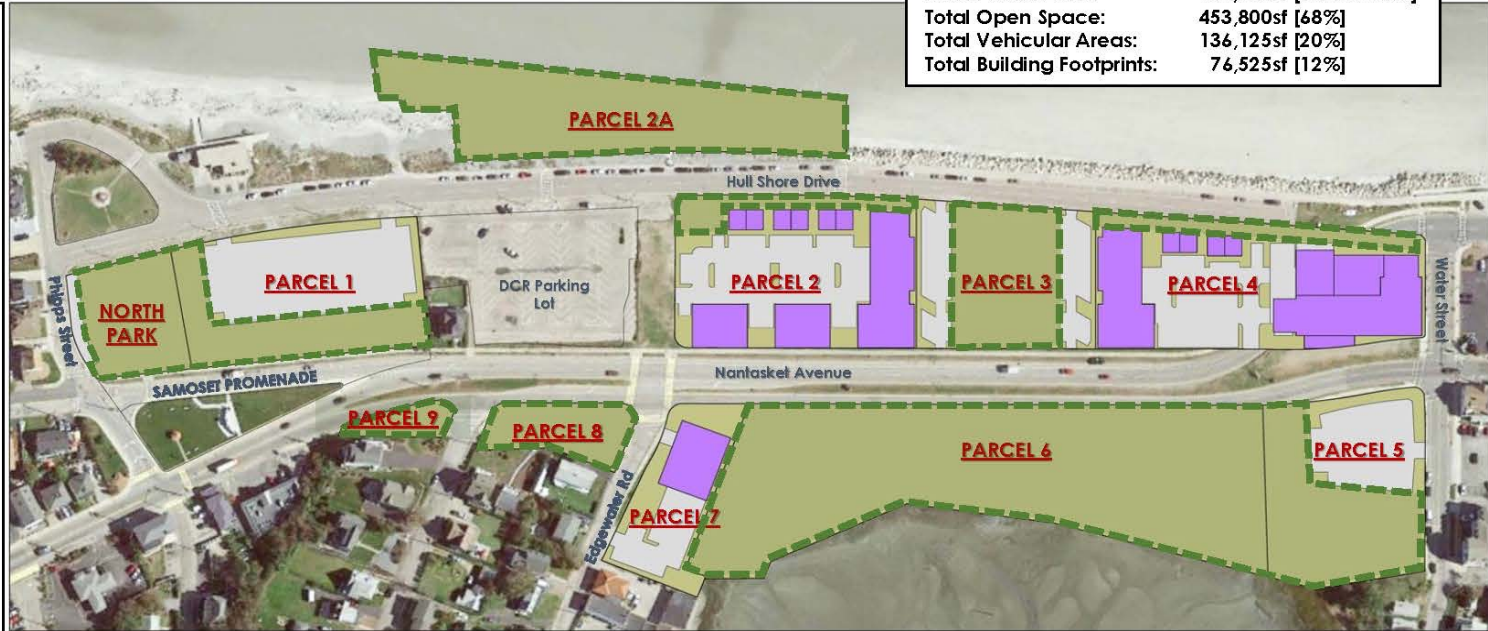 Total Open Space: 453,800sf [68%]
Total Vehicular Areas: 136,125sf [20%]
Total Building Footprints: 76,525sf [12%]
PARCEL 2A
Hull Shore Drive
PARCEL 1
DCR Parking
Lot
PARCEL 2
PARCEL 3
PARCEL 4
NORTH
PARK
Phipps Street
Water Street
SAMOSET PROMENADE
Nantasket Avenue
PARCEL 9
PARCEL 8
PARCEL 6
PARCEL 5
Edgewater Rd
PARCEL 7